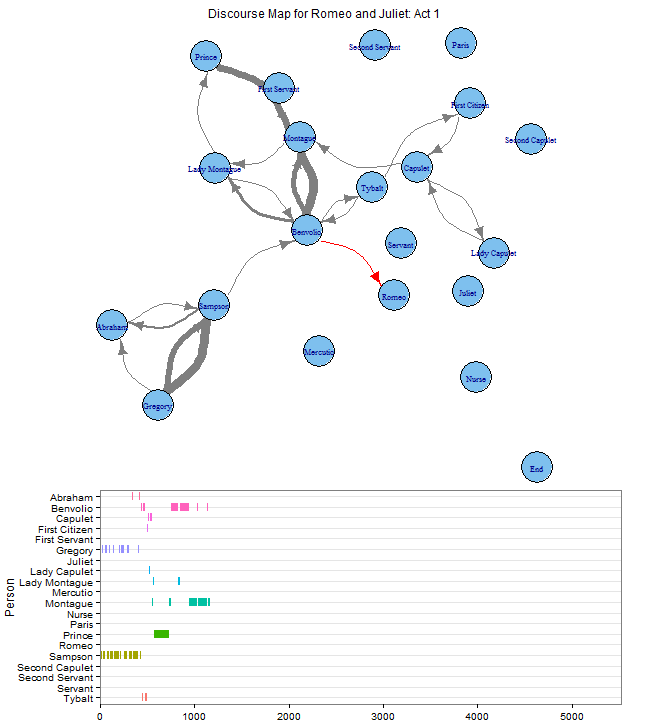 Discourse Map for Romeo and Juliet: Act 1
Prince
Second Servant
Paris
First Servant
First Citizen
Montague
Second Capulet
Lady Montague
Capulet
Tybalt
Benvolio
Servant
Lady Capulet
Romeo
Juliet
Sampson
Abraham
Mercutio
Nurse
Gregory
End
Person
Abraham
Benvolio
Capulet
First Citizen
First Servant
Gregory
Juliet
Lady Capulet
Lady Montague
Mercutio
Montague
Nurse
Paris
Prince
Romeo
Sampson
Second Capulet
Second Servant
Servant
Tybalt
0 1000 2000 3000 4000 5000